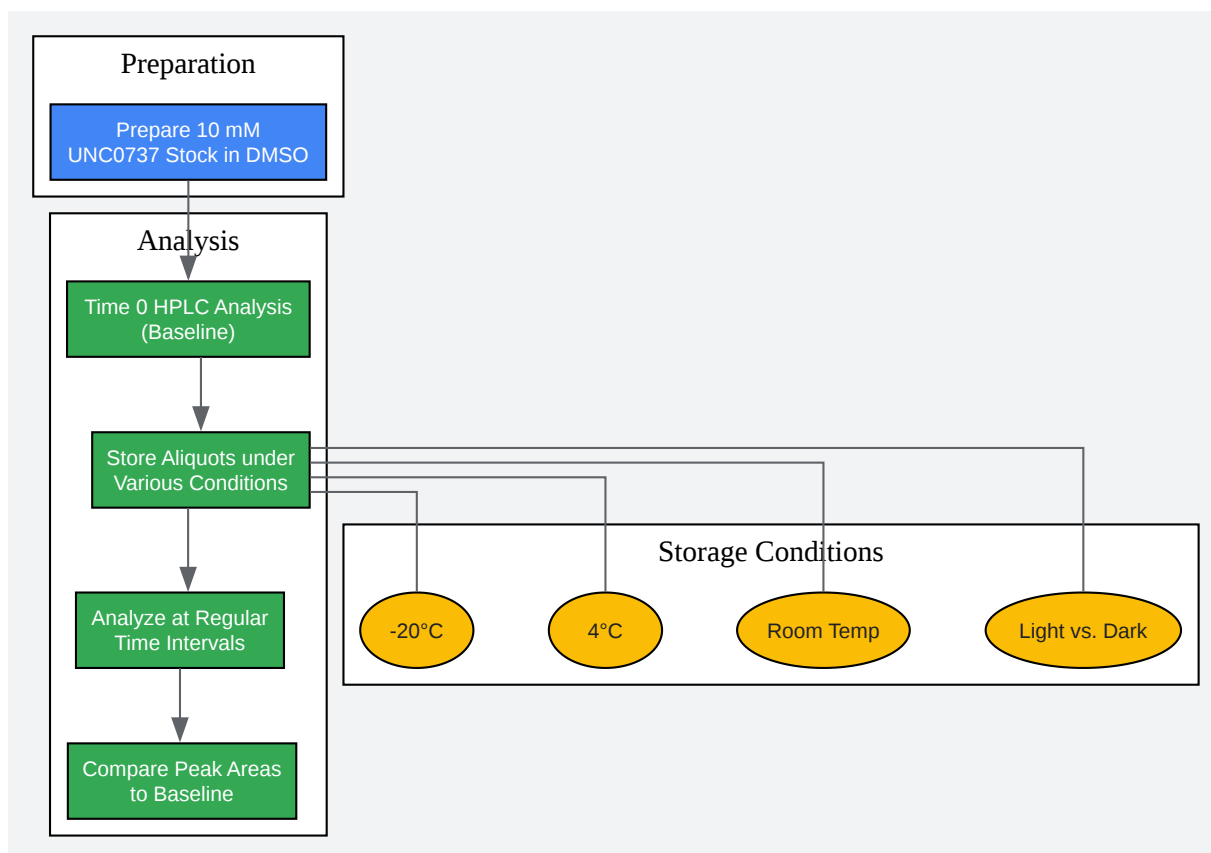 Preparation
Prepare 10 mM
UNC0737 Stock in DMSO
Analysis
Time 0 HPLC Analysis
(Baseline)
Store Aliquots under
Various Conditions
Storage Conditions
-20°C
4°C
Room Temp
Light vs. Dark
Analyze at Regular
Time Intervals
Compare Peak Areas
to Baseline